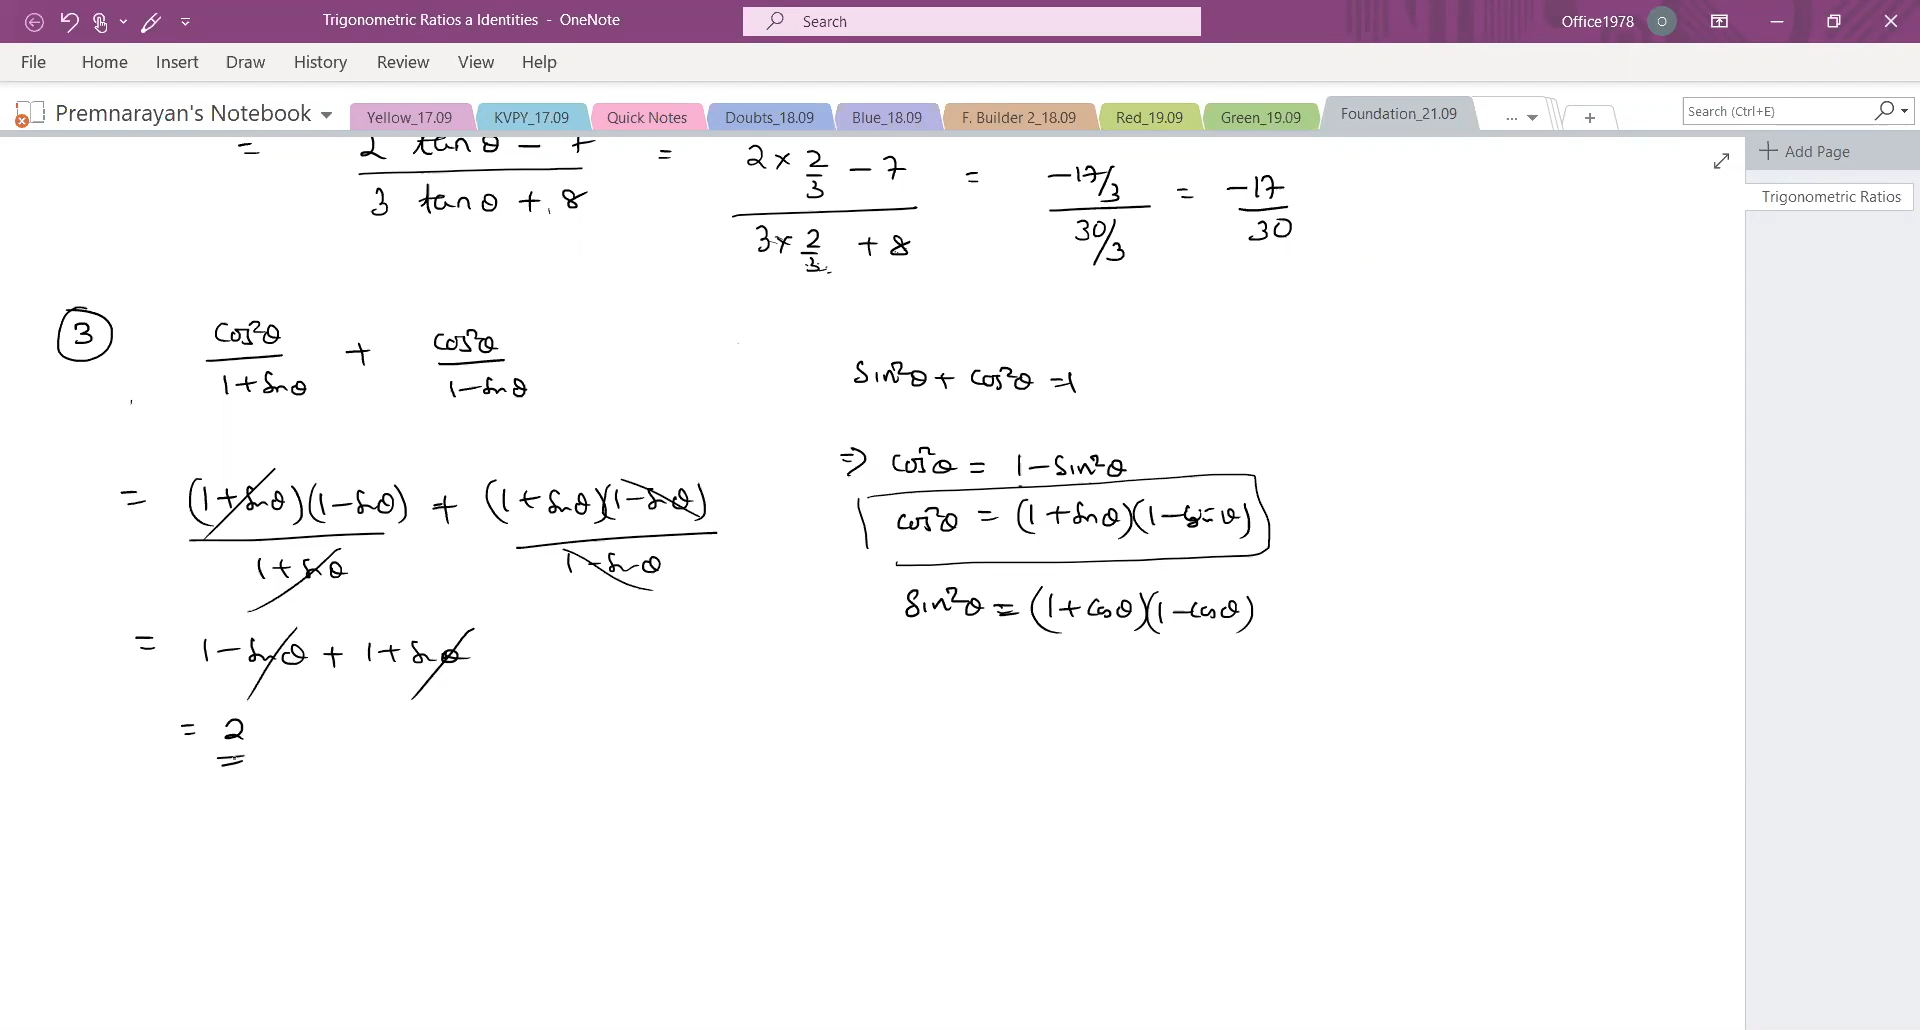 Trigonometric Ratios a Identities - OneNote
Search
Office1978
O
File Home Insert Draw History Review View Help
Premnarayan's Notebook
Yellow_17.09
KVPY_17.09
Quick Notes
Doubts_18.09
Blue_18.09
F. Builder 2_18.09
Red_19.09
Green_19.09
Foundation_21.09
...
+
Search (Ctrl+E)
+ Add Page
Trigonometric Ratios
= (2 tanθ - 7)/(3 tanθ + 8) = (2 × 2/3 - 7)/(3 × 2/3 + 8) = (-17/3)/(30/3) = -17/30
3 cos²θ/(1+sinθ) + cos²θ/(1-sinθ)
= (1+sinθ)(1-sinθ)/(1+sinθ) + (1+sinθ)(1-sinθ)/(1-sinθ)
= 1-sinθ + 1+sinθ
= 2
sin²θ + cos²θ = 1
⇒ cos²θ = 1-sin²θ
cos²θ = (1+sinθ)(1-sinθ)
sin²θ = (1+cosθ)(1-cosθ)